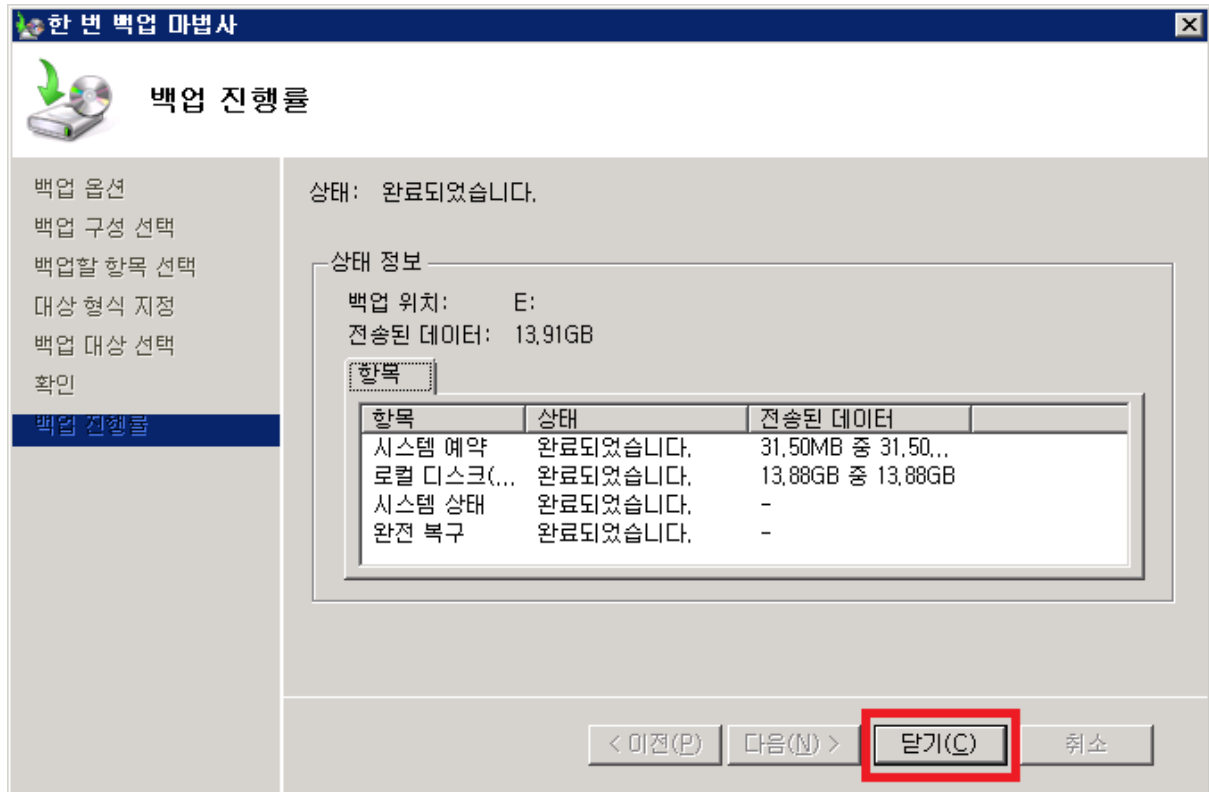 한 번 백업 마법사
백업 진행률
백업 옵션
백업 구성 선택
백업할 항목 선택
대상 형식 지정
백업 대상 선택
확인
백업 진행률
상태: 완료되었습니다.
상태 정보
백업 위치: E:
전송된 데이터: 13.91GB
항목
항목 상태 전송된 데이터
시스템 예약 완료되었습니다. 31.50MB 중 31.50...
로컬 디스크(... 완료되었습니다. 13.88GB 중 13.88GB
시스템 상태 완료되었습니다. -
완전 복구 완료되었습니다. -
< 이전(P) 다음(N) > 닫기(C) 취소